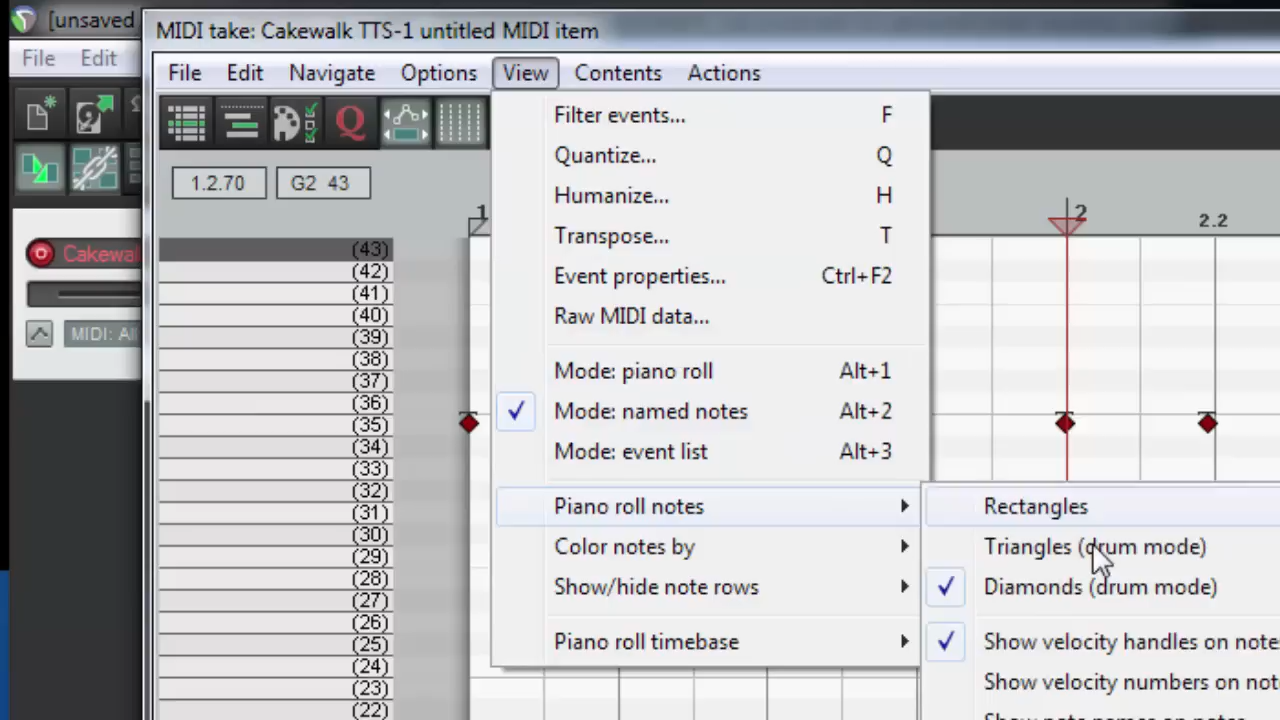 [unsaved
MIDI take: Cakewalk TTS-1 untitled MIDI item
File Edit
File Edit Navigate Options View Contents Actions
Q
1.2.70 G2 43
Filter events... F
Quantize... Q
Humanize... H
Transpose... T
Event properties... Ctrl+F2
Raw MIDI data...
Mode: piano roll Alt+1
Mode: named notes Alt+2
Mode: event list Alt+3
Piano roll notes
Color notes by
Show/hide note rows
Piano roll timebase
Rectangles
Triangles (drum mode)
Diamonds (drum mode)
Show velocity handles on notes
Show velocity numbers on not
1 2 2.2
Cakewa
MIDI: All
(43)
(42)
(41)
(40)
(39)
(38)
(37)
(36)
(35)
(34)
(33)
(32)
(31)
(30)
(29)
(28)
(27)
(26)
(25)
(24)
(23)
(22)